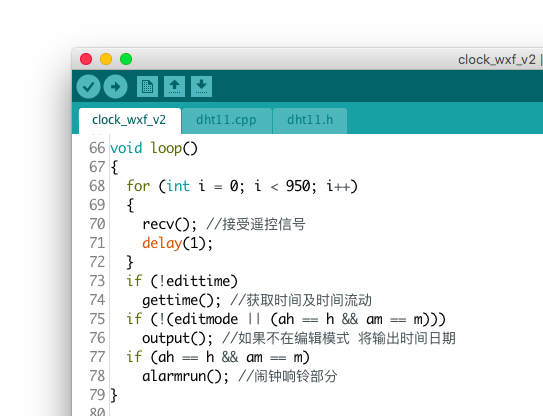 clock_wxf_v2 |
clock_wxf_v2 dht11.cpp dht11.h
66 void loop()
67 {
68 for (int i = 0; i < 950; i++)
69 {
70 recv(); //接受遥控信号
71 delay(1);
72 }
73 if (!edittime)
74 gettime(); //获取时间及时间流动
75 if (!(editmode || (ah == h && am == m)))
76 output(); //如果不在编辑模式 将输出时间日期
77 if (ah == h && am == m)
78 alarmrun(); //闹钟响铃部分
79 }
80